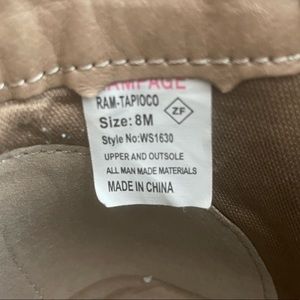 RAMPAGE
RAM-TAPIOCO
ZF
Size: 8M
Style No:WS1630
UPPER AND OUTSOLE
ALL MAN MADE MATERIALS
MADE IN CHINA